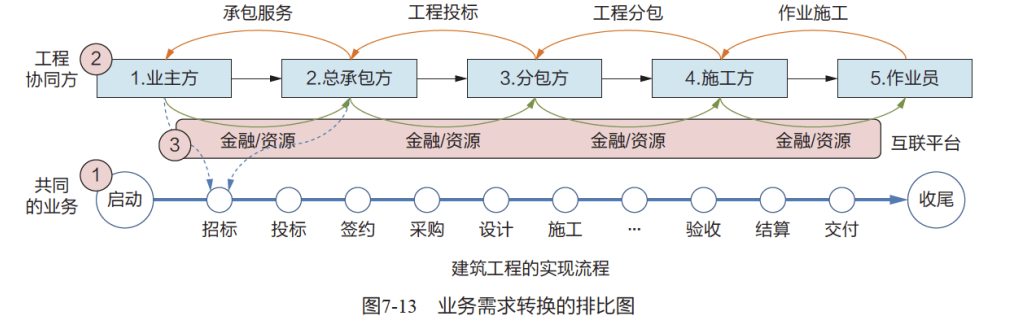 承包服务 工程投标 工程分包 作业施工
工程
协同方
2
1.业主方 2.总承包方 3.分包方 4.施工方 5.作业员
3
金融/资源 金融/资源 金融/资源 金融/资源
互联平台
1
共同
的业务
启动 收尾
招标 投标 签约 采购 设计 施工 … 验收 结算 交付
建筑工程的实现流程
图7-13 业务需求转换的排比图